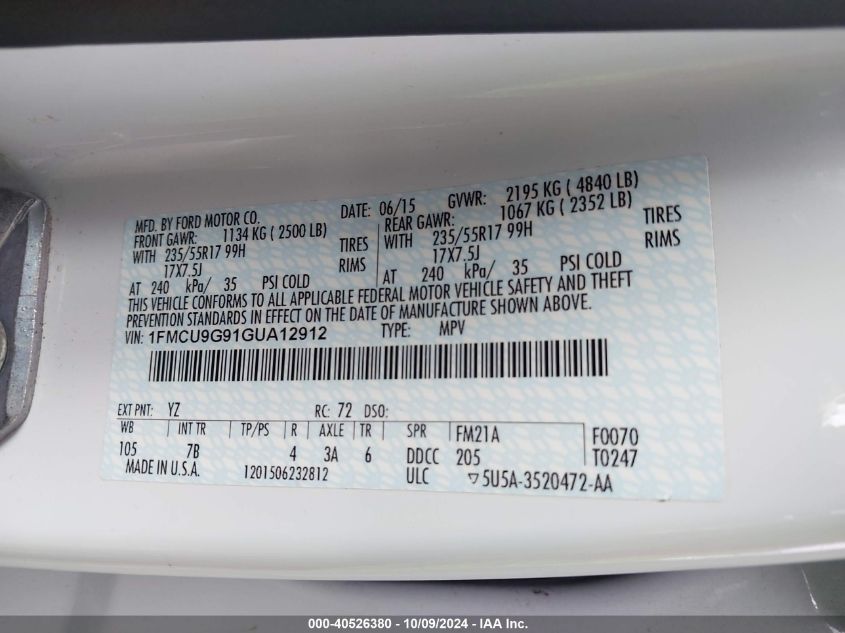 MFD. BY FORD MOTOR CO. DATE: 06/15 GVWR: 2195 KG ( 4840 LB)
FRONT GAWR: 1134 KG ( 2500 LB) REAR GAWR: 1067 KG ( 2352 LB)
WITH 235/55R17 99H TIRES WITH 235/55R17 99H TIRES
17X7.5J RIMS 17X7.5J RIMS
AT 240 kPa/ 35 PSI COLD AT 240 kPa/ 35 PSI COLD
THIS VEHICLE CONFORMS TO ALL APPLICABLE FEDERAL MOTOR VEHICLE SAFETY AND THEFT
PREVENTION STANDARDS IN EFFECT ON THE DATE OF MANUFACTURE SHOWN ABOVE.
VIN: 1FMCU9G91GUA12912 TYPE: MPV
EXT PNT: YZ RC: 72 DSO:
WB INT TR TP/PS R AXLE TR SPR FM21A F0070
105 7B 4 3A 6 DDCC 205 T0247
MADE IN U.S.A. 1201506232812 ULC ▽5U5A-3520472-AA
000-40526380 - 10/09/2024 - IAA Inc.